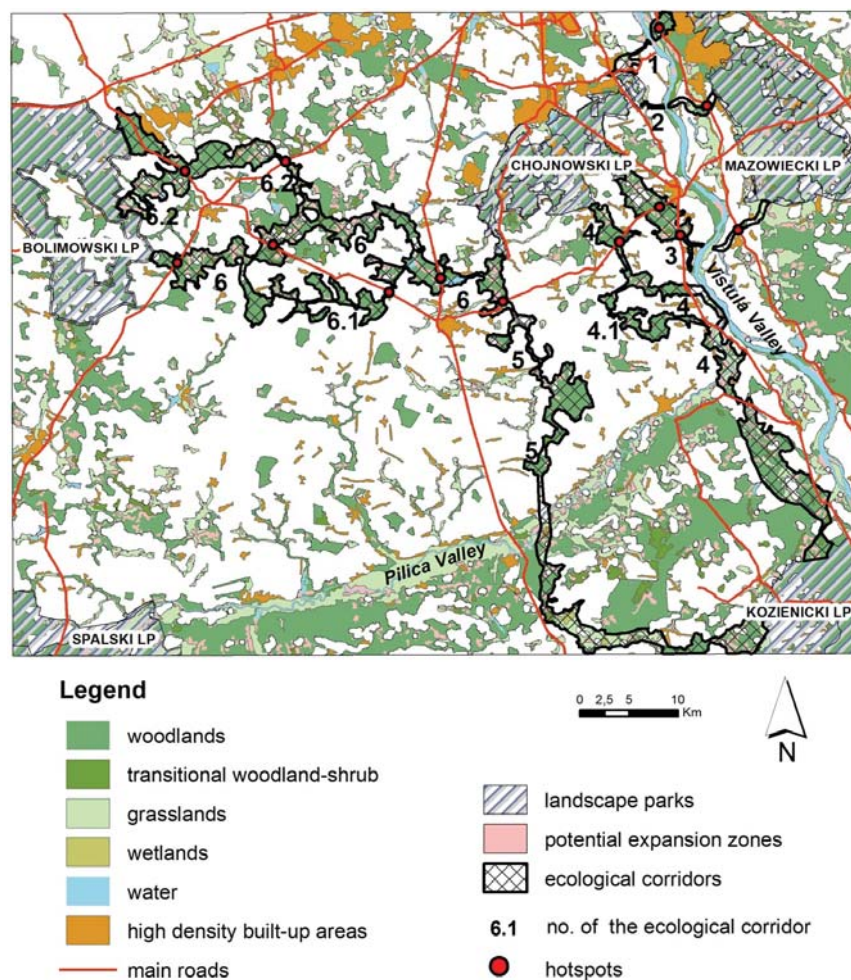 1
2
CHOJNOWSKI LP
MAZOWIECKI LP
6.2
6.2
BOLIMOWSKI LP
6
4
3
6
6
6.1
4
4.1
Vistula Valley
5
4
5
Pilica Valley
KOZIENICKI LP
SPALSKI LP
Legend
woodlands
transitional woodland-shrub
grasslands
wetlands
water
high density built-up areas
main roads
0 2,5 5 10
Km
N
landscape parks
potential expansion zones
ecological corridors
6.1 no. of the ecological corridor
hotspots